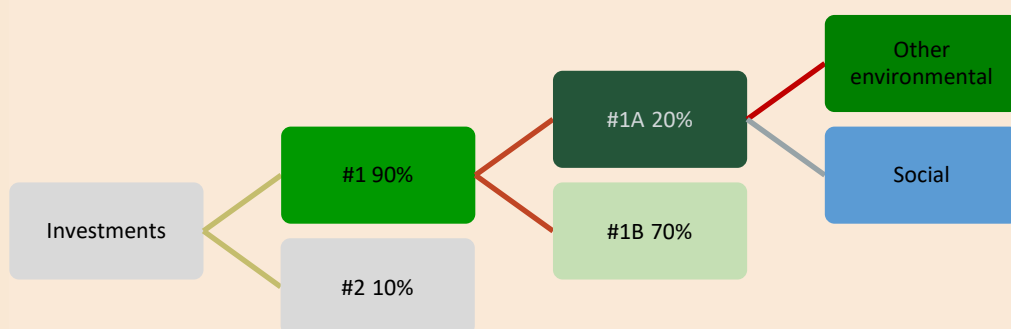 Investments
#1 90%
#2 10%
#1A 20%
#1B 70%
Other
environmental
Social